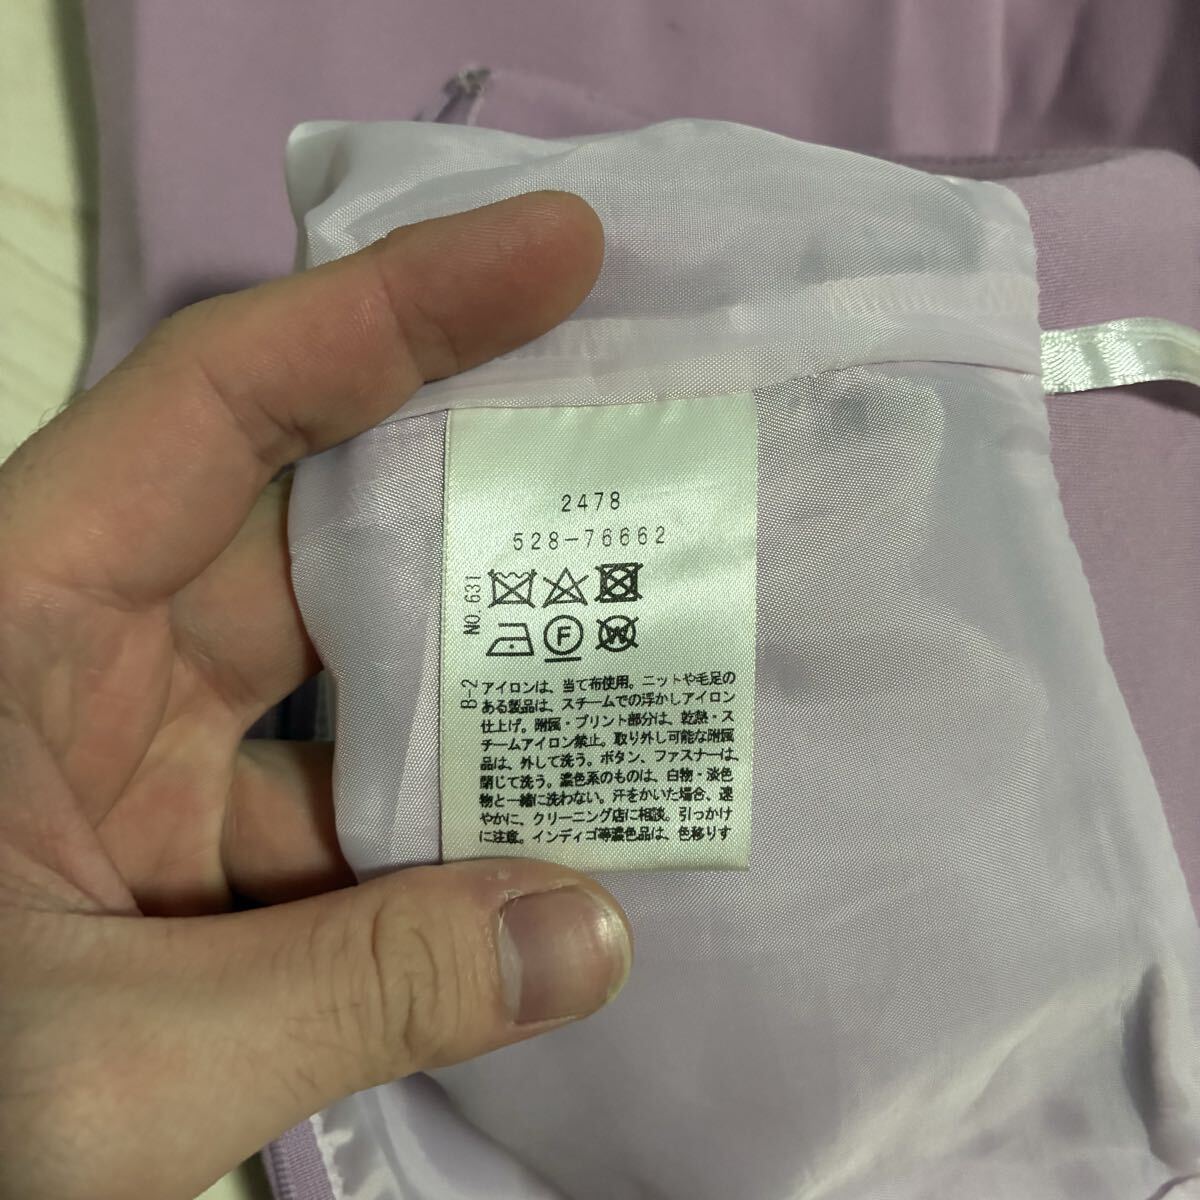 2478
528-76662
NO.631
F
W
B-2
アイロンは、当て布使用。ニットや毛足の
ある製品は、スチームでの浮かしアイロン
仕上げ。附属・プリント部分は、乾熱・ス
チームアイロン禁止。取り外し可能な附属
品は、外して洗う。ボタン、ファスナーは、
閉じて洗う。濃色系のものは、白物・淡色
物と一緒に洗わない。汗をかいた場合、速
やかに、クリーニング店に相談。引っかけ
に注意。インディゴ等濃色品は、色移りす